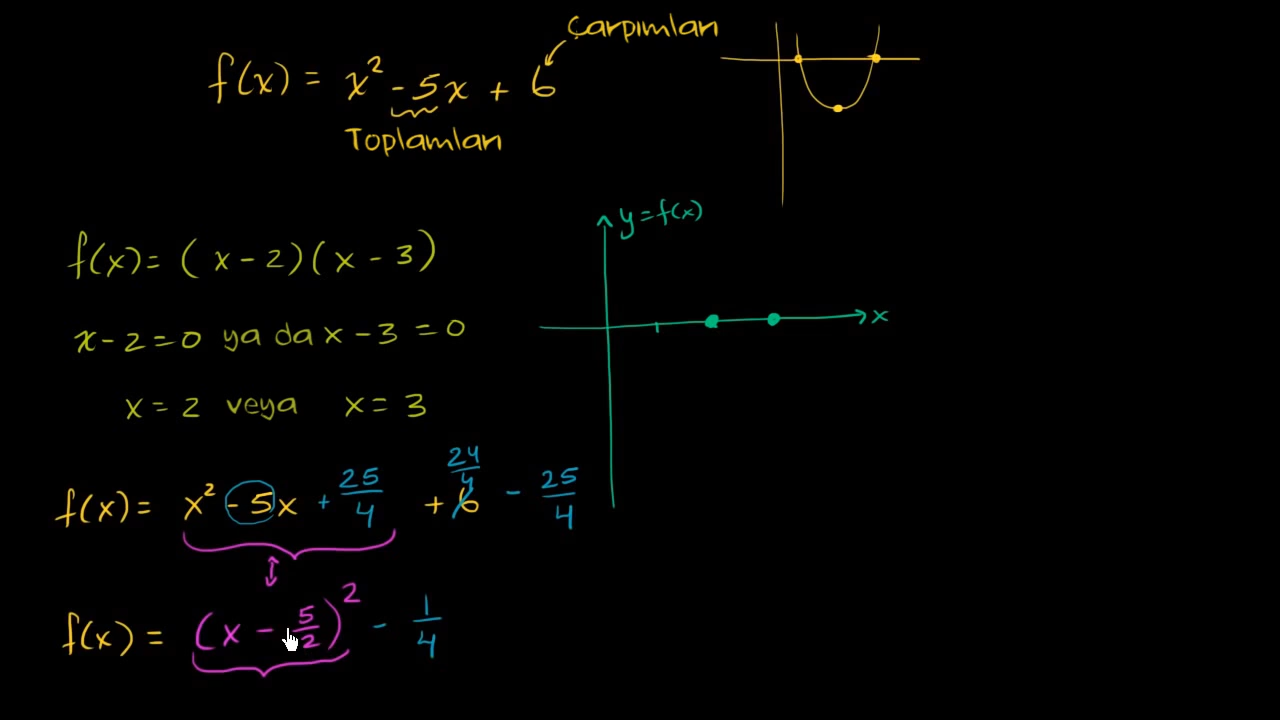 Çarpımları
f(x) = x² - 5x + 6
Toplamları
y = f(x)
f(x) = (x - 2)(x - 3)
x
x - 2 = 0 ya da x - 3 = 0
x = 2 veya x = 3
f(x) = x² - 5x + 25/4 + 6 24/4 - 25/4
f(x) = (x - 5/2)² - 1/4